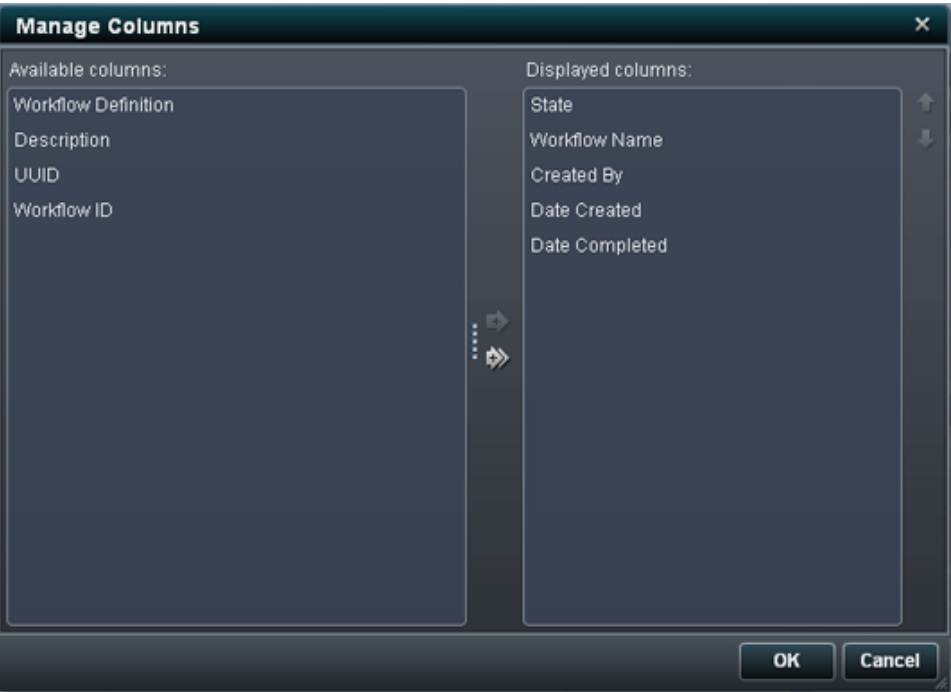 Manage Columns
Available columns:
Workflow Definition
Description
UUID
Workflow ID
Displayed columns:
State
Workflow Name
Created By
Date Created
Date Completed
OK
Cancel